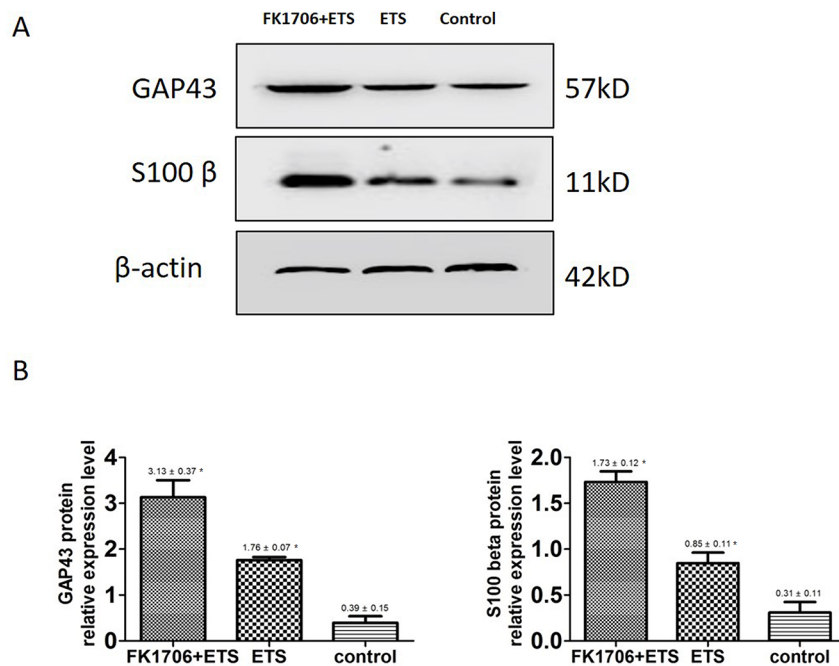 A
FK1706+ETS ETS Control
GAP43 57kD
S100 β 11kD
β-actin 42kD
B
GAP43 protein
relative expression level
4
3
2
1
0
3.13 ± 0.37 *
1.76 ± 0.07 *
0.39 ± 0.15
FK1706+ETS ETS control
S100 beta protein
relative expression level
2.0
1.5
1.0
0.5
0.0
1.73 ± 0.12 *
0.85 ± 0.11 *
0.31 ± 0.11
FK1706+ETS ETS control